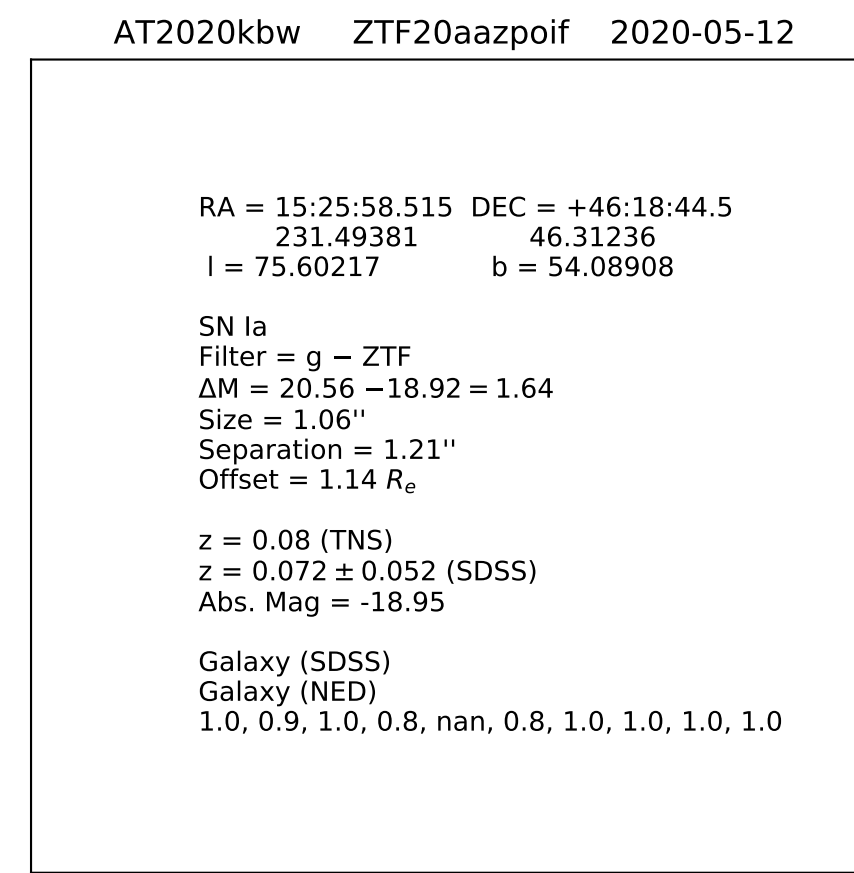 AT2020kbw ZTF20aazpoif 2020-05-12
RA = 15:25:58.515 DEC = +46:18:44.5
231.49381 46.31236
l = 75.60217 b = 54.08908
SN Ia
Filter = g − ZTF
ΔM = 20.56 −18.92 = 1.64
Size = 1.06''
Separation = 1.21''
Offset = 1.14 Rₑ
z = 0.08 (TNS)
z = 0.072 ± 0.052 (SDSS)
Abs. Mag = -18.95
Galaxy (SDSS)
Galaxy (NED)
1.0, 0.9, 1.0, 0.8, nan, 0.8, 1.0, 1.0, 1.0, 1.0